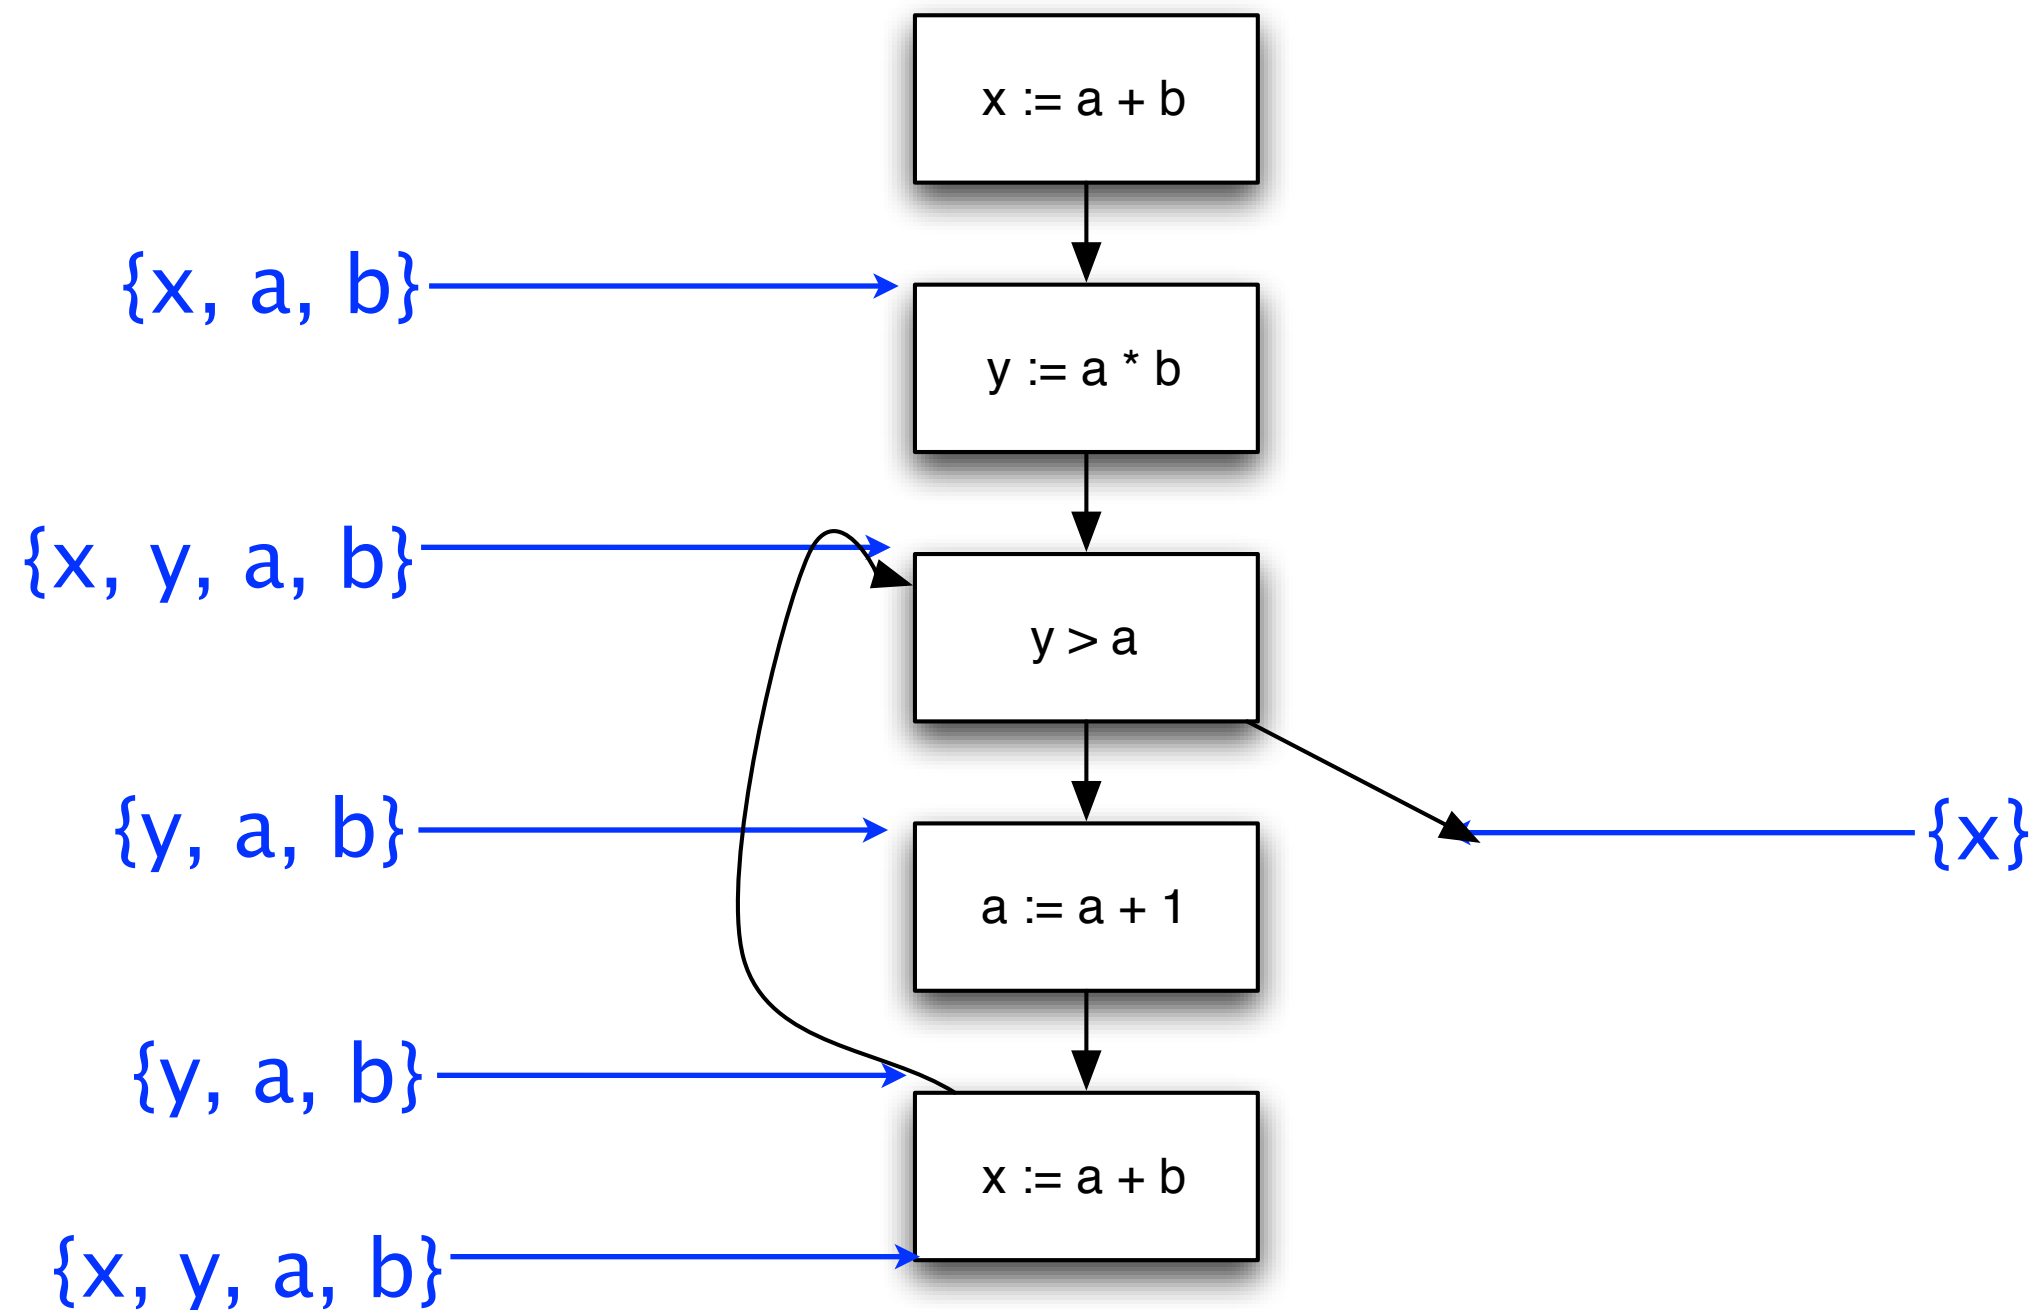 x := a + b
{x, a, b}
y := a * b
{x, y, a, b}
y > a
{y, a, b}
{x}
a := a + 1
{y, a, b}
x := a + b
{x, y, a, b}